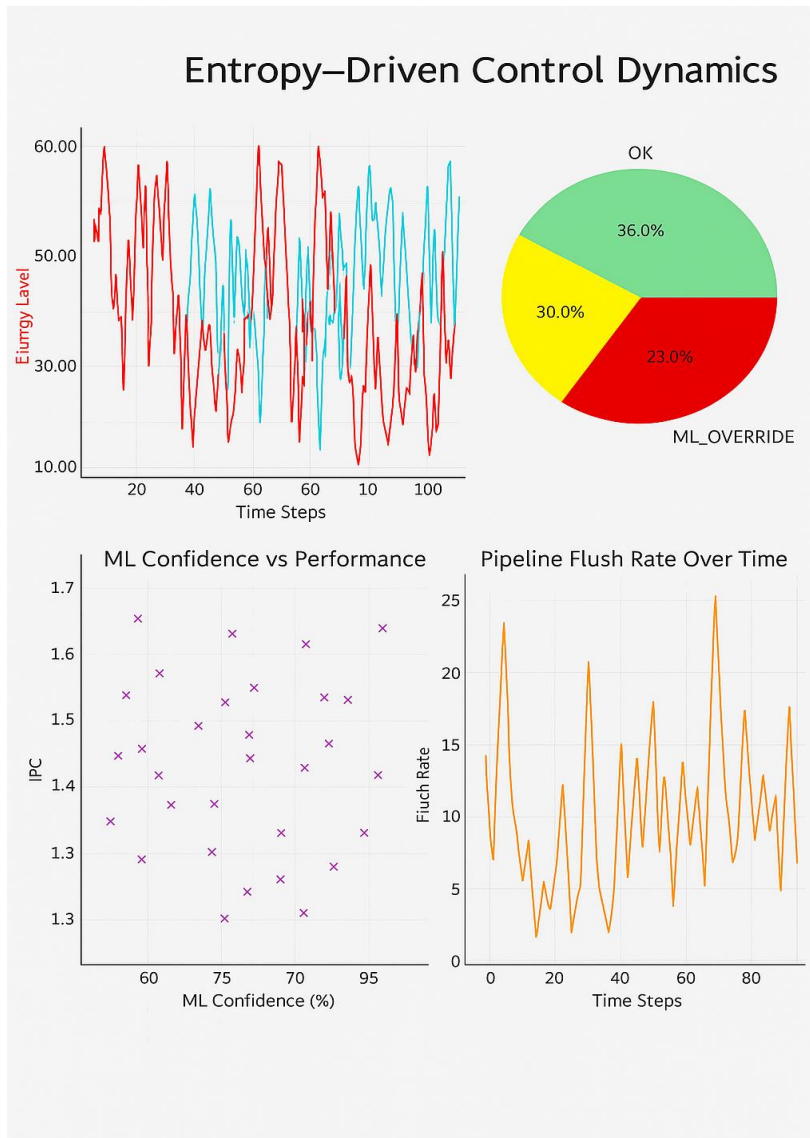 Entropy–Driven Control Dynamics
Eiurrgy Lavel
60.00
50.00
30.00
10.00
20 40 60 60 10 100
Time Steps
OK
36.0%
30.0%
23.0%
ML_OVERRIDE
ML Confidence vs Performance
IPC
1.7
1.6
1.5
1.4
1.3
1.3
60 75 70 95
ML Confidence (%)
Pipeline Flush Rate Over Time
Fiuch Rate
25
20
15
10
5
0
0 20 40 60 80
Time Steps